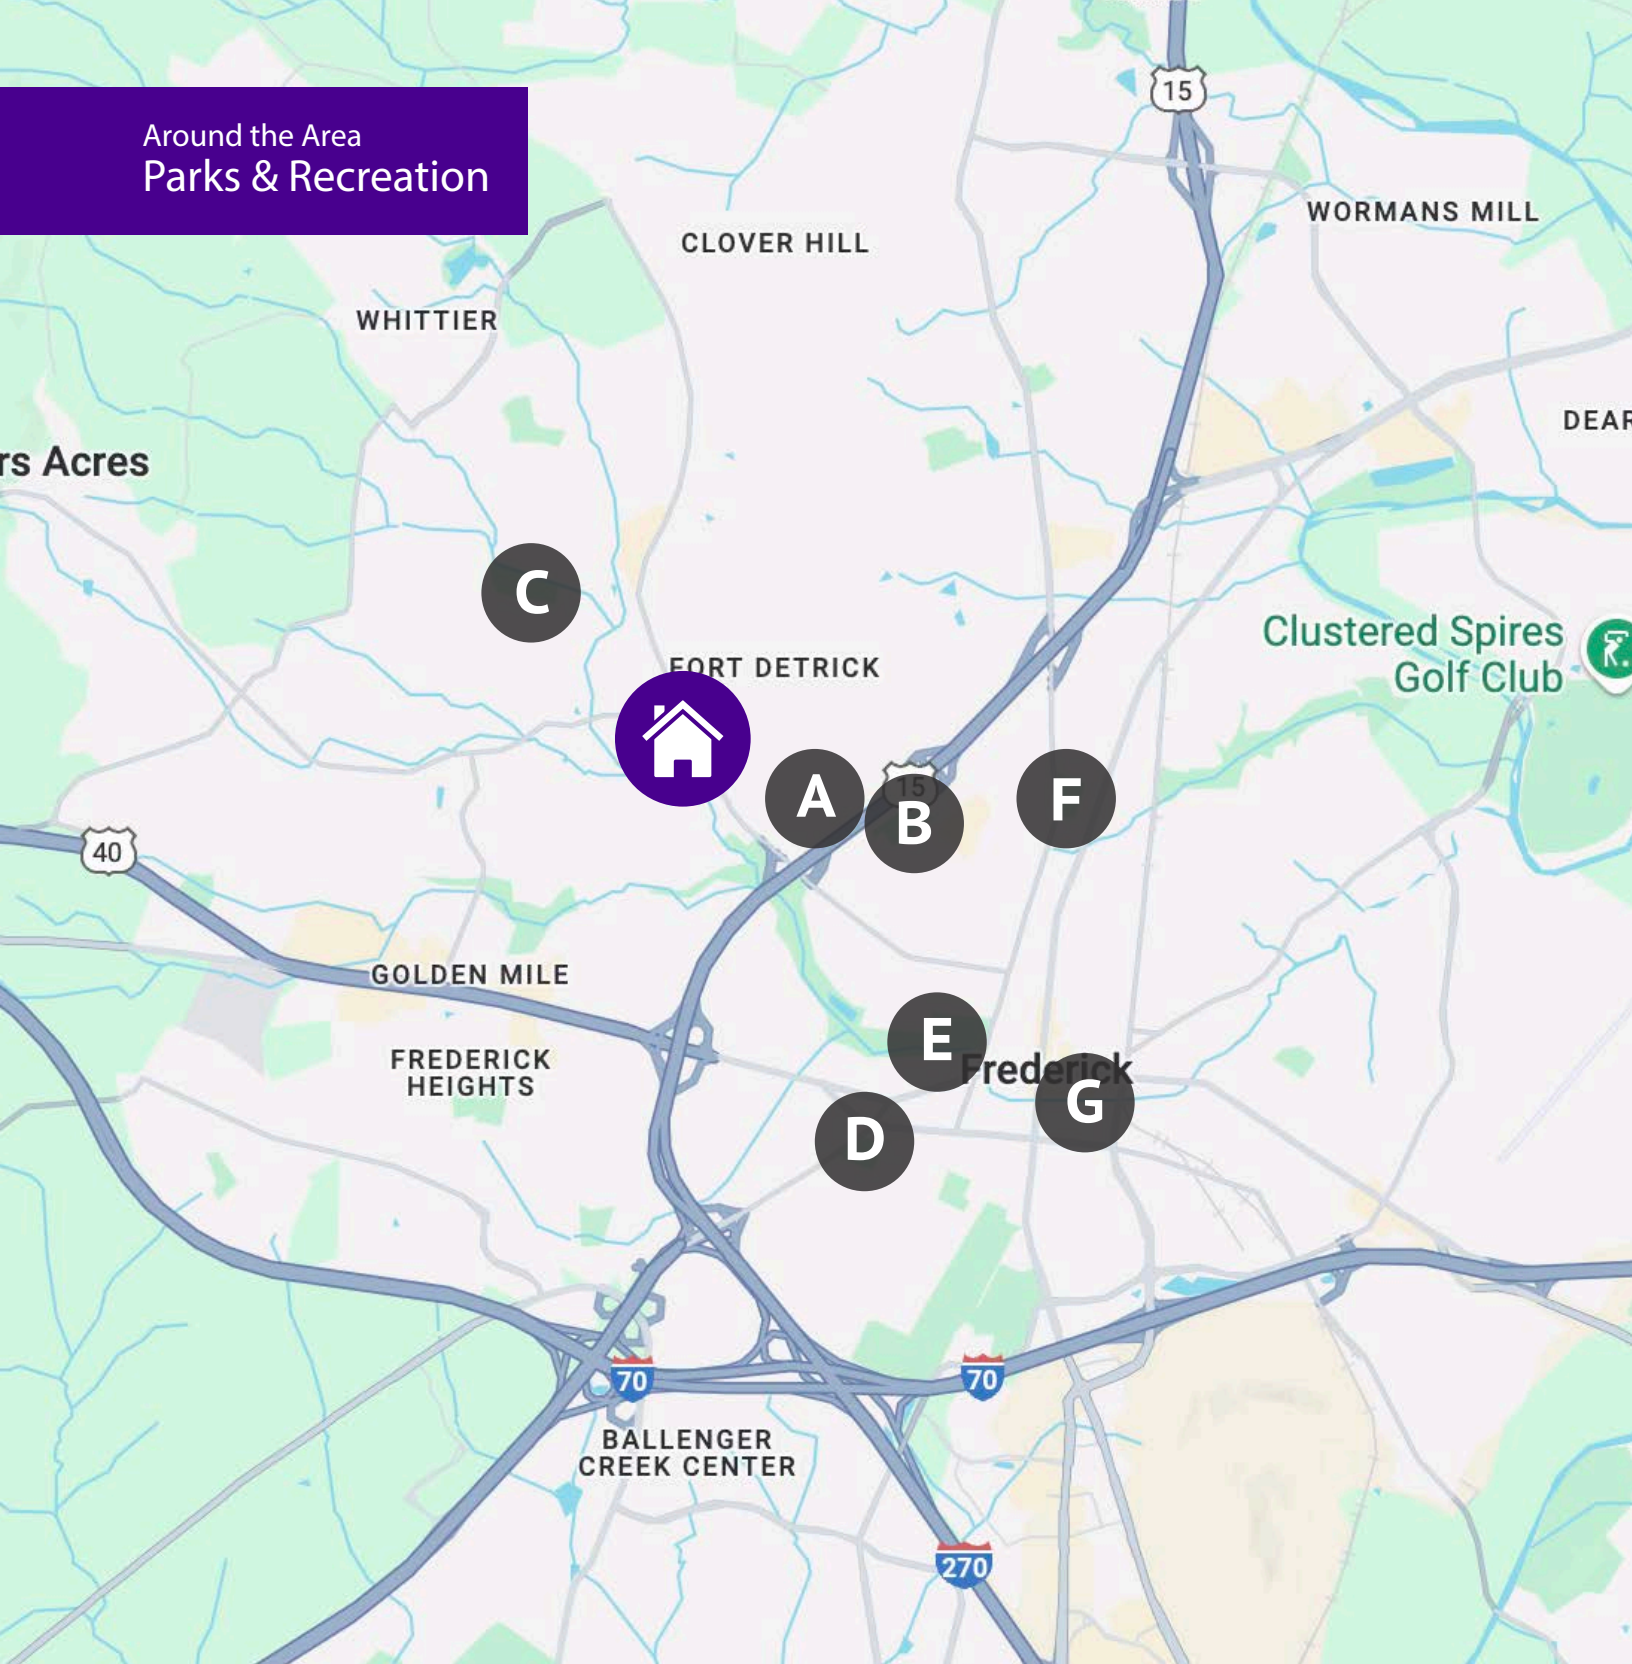 Around the Area
Parks & Recreation
15
WORMANS MILL
CLOVER HILL
WHITTIER
DEAR
rs Acres
C
Clustered Spires
Golf Club
FORT DETRICK
A
15
B
F
40
GOLDEN MILE
E
FREDERICK
HEIGHTS
Frederick
G
D
70
70
BALLENGER
CREEK CENTER
270